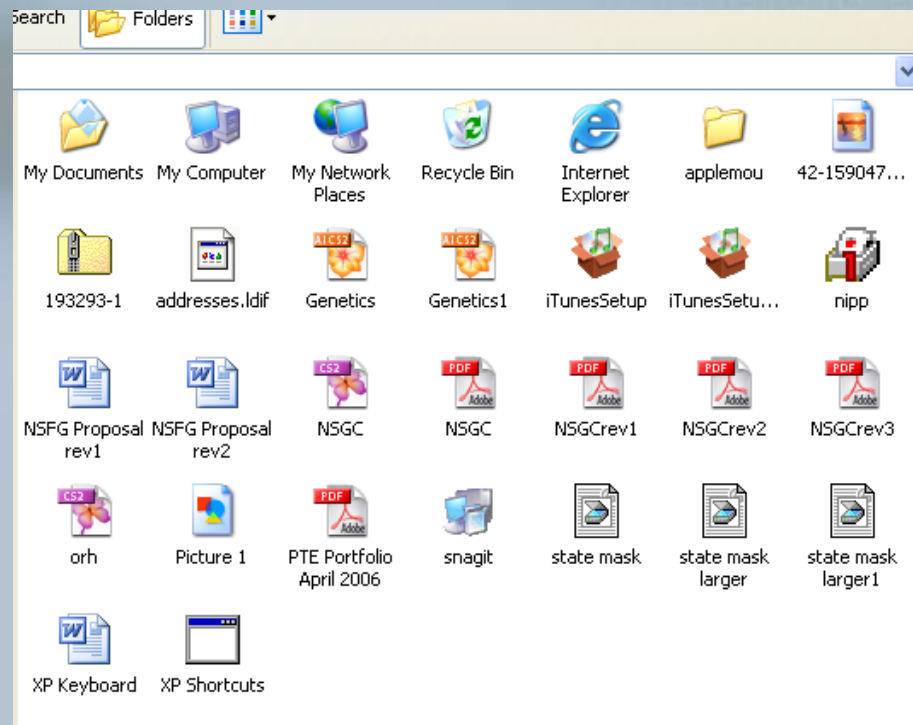 Search Folders
My Documents My Computer My Network Places Recycle Bin Internet Explorer applemou 42-159047...
193293-1 addresses.ldif AICS2 Genetics AICS2 Genetics1 iTunesSetup iTunesSetu... nipp
NSFG Proposal rev1 NSFG Proposal rev2 CS2 NSGC PDF Adobe NSGC PDF Adobe NSGCrev1 PDF Adobe NSGCrev2 PDF Adobe NSGCrev3
CS2 orh Picture 1 PDF Adobe PTE Portfolio April 2006 snagit state mask state mask larger state mask larger1
XP Keyboard XP Shortcuts